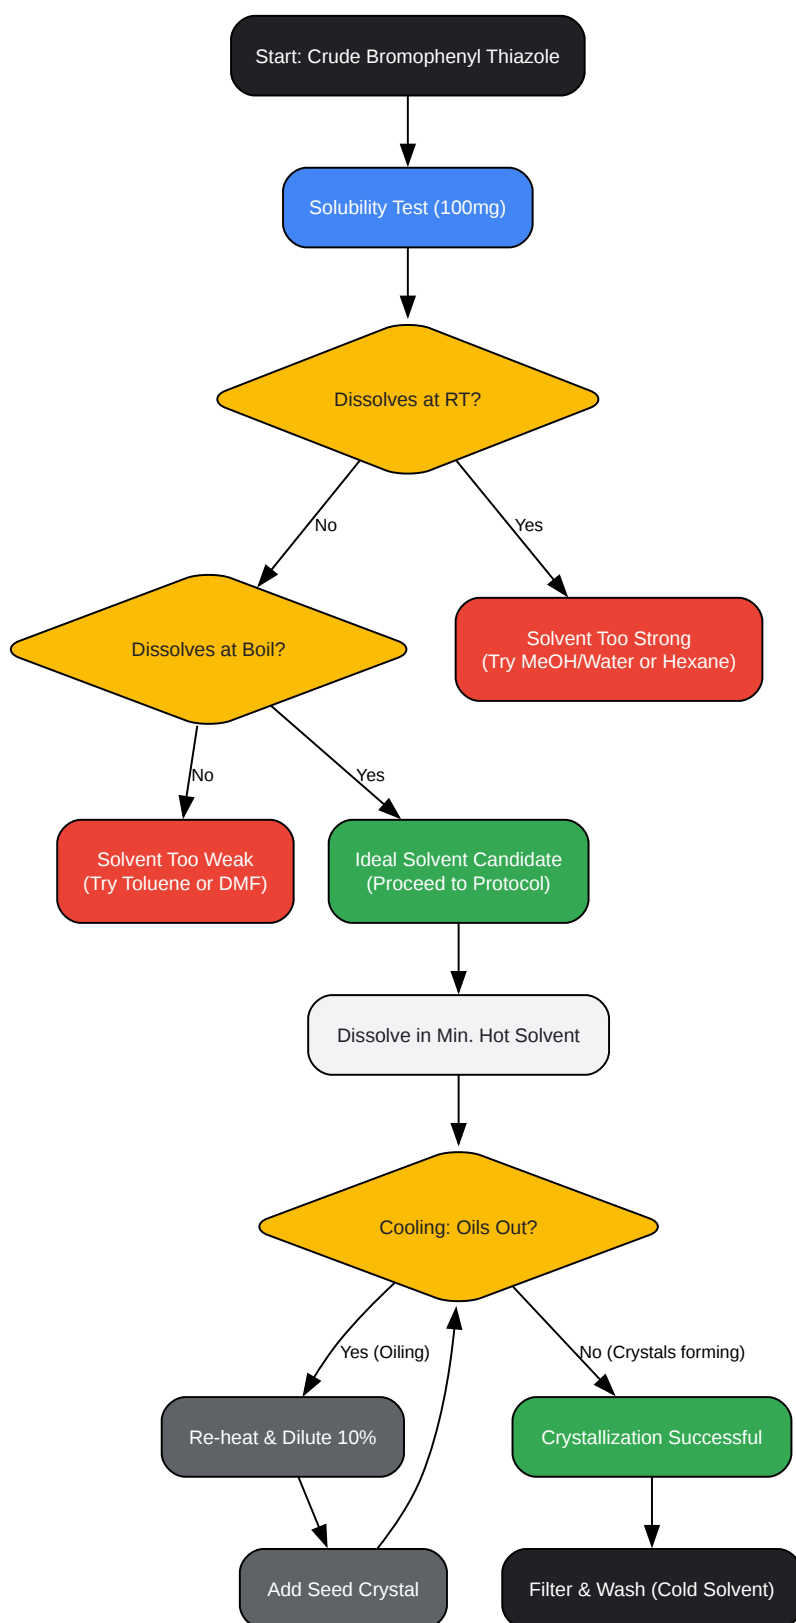 Start: Crude Bromophenyl Thiazole
Solubility Test (100mg)
Dissolves at RT?
No
Yes
Dissolves at Boil?
Solvent Too Strong
(Try MeOH/Water or Hexane)
No
Yes
Solvent Too Weak
(Try Toluene or DMF)
Ideal Solvent Candidate
(Proceed to Protocol)
Dissolve in Min. Hot Solvent
Cooling: Oils Out?
Yes (Oiling)
No (Crystals forming)
Re-heat & Dilute 10%
Crystallization Successful
Add Seed Crystal
Filter & Wash (Cold Solvent)